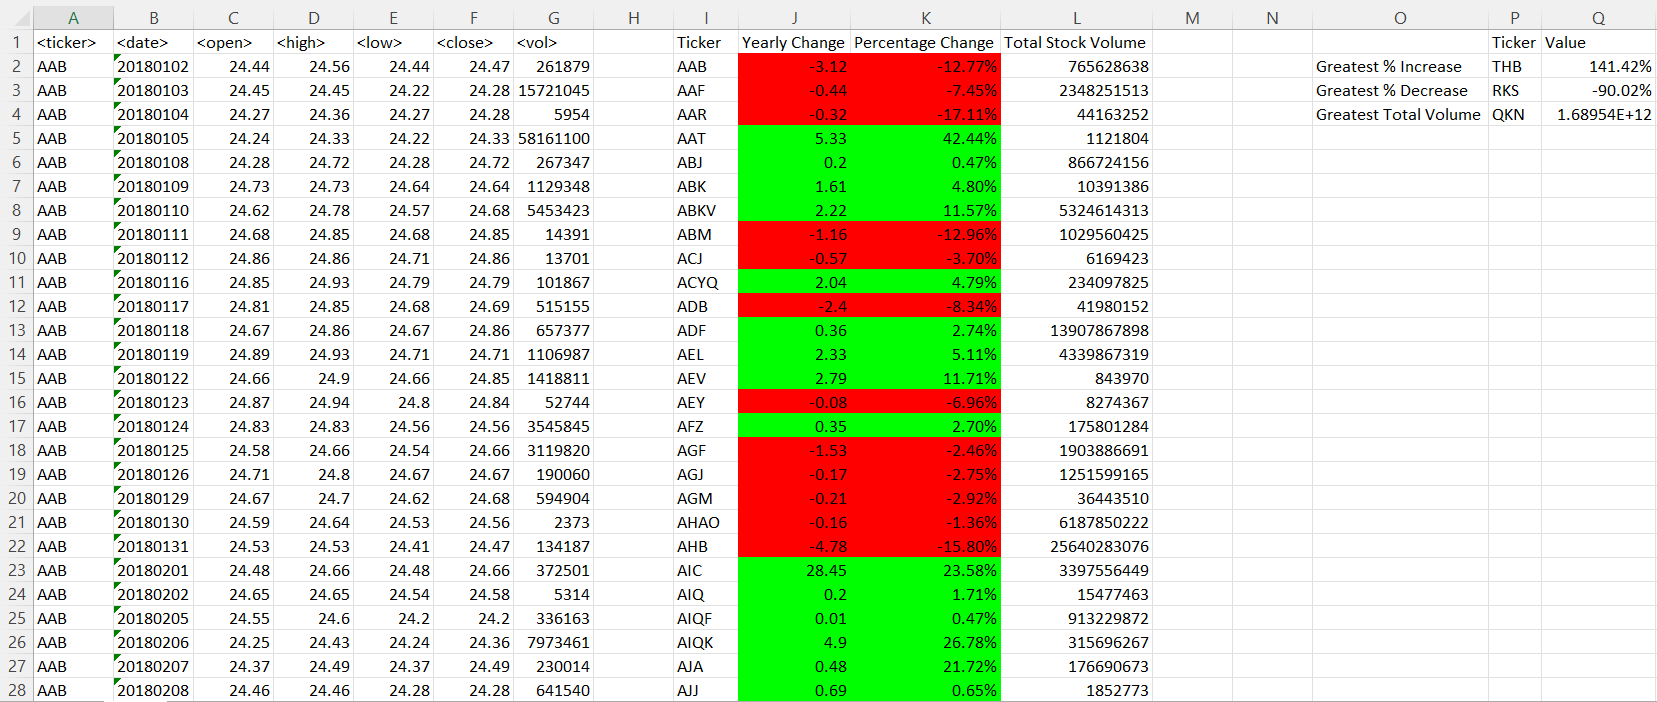 A B C D E F G H I J K L M N O P Q
1 <ticker> <date> <open> <high> <low> <close> <vol> Ticker Yearly Change Percentage Change Total Stock Volume Ticker Value
2 AAB 20180102 24.44 24.56 24.44 24.47 261879 AAB -3.12 -12.77% 765628638 Greatest % Increase THB 141.42%
3 AAB 20180103 24.45 24.45 24.22 24.28 15721045 AAF -0.44 -7.45% 2348251513 Greatest % Decrease RKS -90.02%
4 AAB 20180104 24.27 24.36 24.27 24.28 5954 AAR -0.32 -17.11% 44163252 Greatest Total Volume QKN 1.68954E+12
5 AAB 20180105 24.24 24.33 24.22 24.33 58161100 AAT 5.33 42.44% 1121804
6 AAB 20180108 24.28 24.72 24.28 24.72 267347 ABJ 0.2 0.47% 866724156
7 AAB 20180109 24.73 24.73 24.64 24.64 1129348 ABK 1.61 4.80% 10391386
8 AAB 20180110 24.62 24.78 24.57 24.68 5453423 ABKV 2.22 11.57% 5324614313
9 AAB 20180111 24.68 24.85 24.68 24.85 14391 ABM -1.16 -12.96% 1029560425
10 AAB 20180112 24.86 24.86 24.71 24.86 13701 ACJ -0.57 -3.70% 6169423
11 AAB 20180116 24.85 24.93 24.79 24.79 101867 ACYQ 2.04 4.79% 234097825
12 AAB 20180117 24.81 24.85 24.68 24.69 515155 ADB -2.4 -8.34% 41980152
13 AAB 20180118 24.67 24.86 24.67 24.86 657377 ADF 0.36 2.74% 13907867898
14 AAB 20180119 24.89 24.93 24.71 24.71 1106987 AEL 2.33 5.11% 4339867319
15 AAB 20180122 24.66 24.9 24.66 24.85 1418811 AEV 2.79 11.71% 843970
16 AAB 20180123 24.87 24.94 24.8 24.84 52744 AEY -0.08 -6.96% 8274367
17 AAB 20180124 24.83 24.83 24.56 24.56 3545845 AFZ 0.35 2.70% 175801284
18 AAB 20180125 24.58 24.66 24.54 24.66 3119820 AGF -1.53 -2.46% 1903886691
19 AAB 20180126 24.71 24.8 24.67 24.67 190060 AGJ -0.17 -2.75% 1251599165
20 AAB 20180129 24.67 24.7 24.62 24.68 594904 AGM -0.21 -2.92% 36443510
21 AAB 20180130 24.59 24.64 24.53 24.56 2373 AHAO -0.16 -1.36% 6187850222
22 AAB 20180131 24.53 24.53 24.41 24.47 134187 AHB -4.78 -15.80% 25640283076
23 AAB 20180201 24.48 24.66 24.48 24.66 372501 AIC 28.45 23.58% 3397556449
24 AAB 20180202 24.65 24.65 24.54 24.58 5314 AIQ 0.2 1.71% 15477463
25 AAB 20180205 24.55 24.6 24.2 24.2 336163 AIQF 0.01 0.47% 913229872
26 AAB 20180206 24.25 24.43 24.24 24.36 7973461 AIQK 4.9 26.78% 315696267
27 AAB 20180207 24.37 24.49 24.37 24.49 230014 AJA 0.48 21.72% 176690673
28 AAB 20180208 24.46 24.46 24.28 24.28 641540 AJJ 0.69 0.65% 1852773